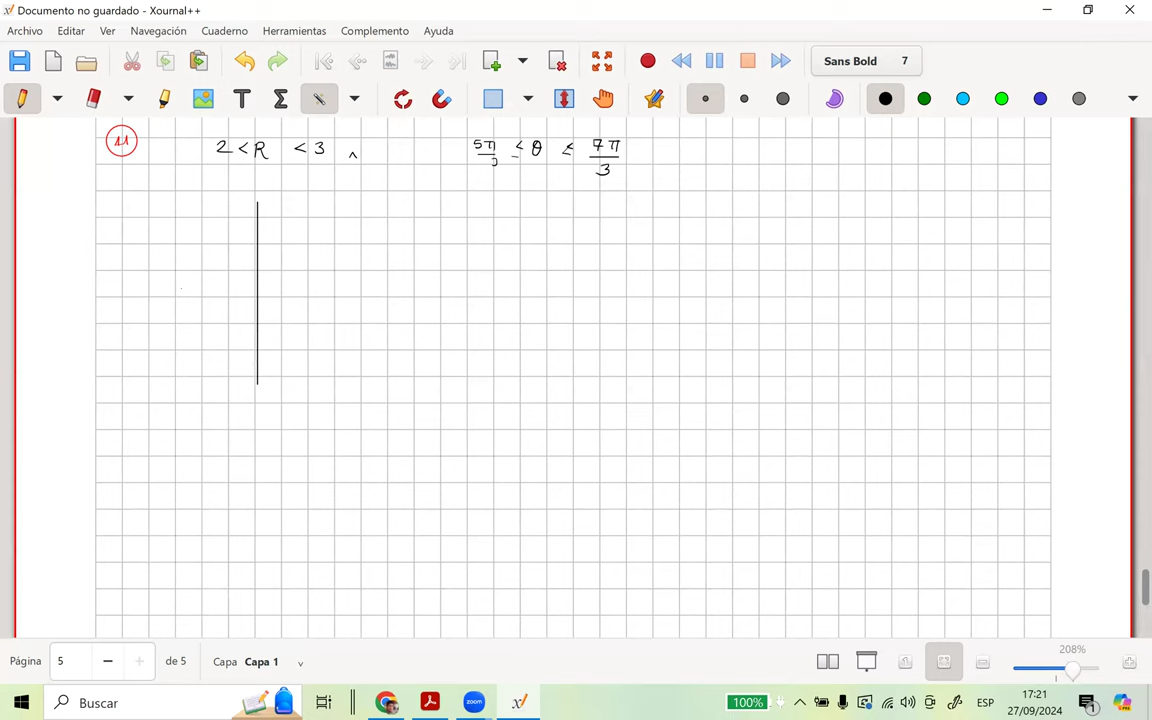 Documento no guardado - Xournal++
Archivo Editar Ver Navegación Cuaderno Herramientas Complemento Ayuda
Sans Bold 7
11
2 < R < 3 ^ 5π/3 ≤ θ ≤ 7π/3
Página 5 de 5 Capa Capa 1
208%
Buscar
100%
ESP
17:21
27/09/2024